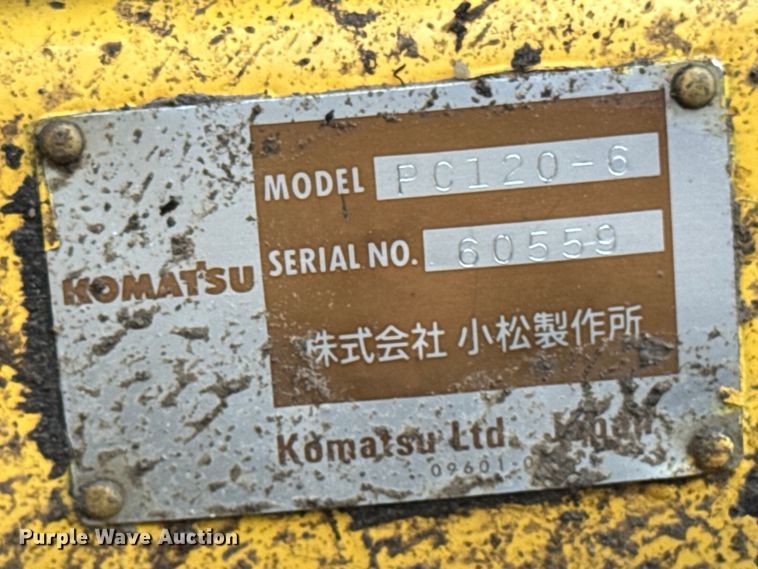 MODEL PC120-6
SERIAL NO. 60559
KOMATSU
株式会社 小松製作所
Komatsu Ltd. Japan
09601-0
Purple Wave Auction